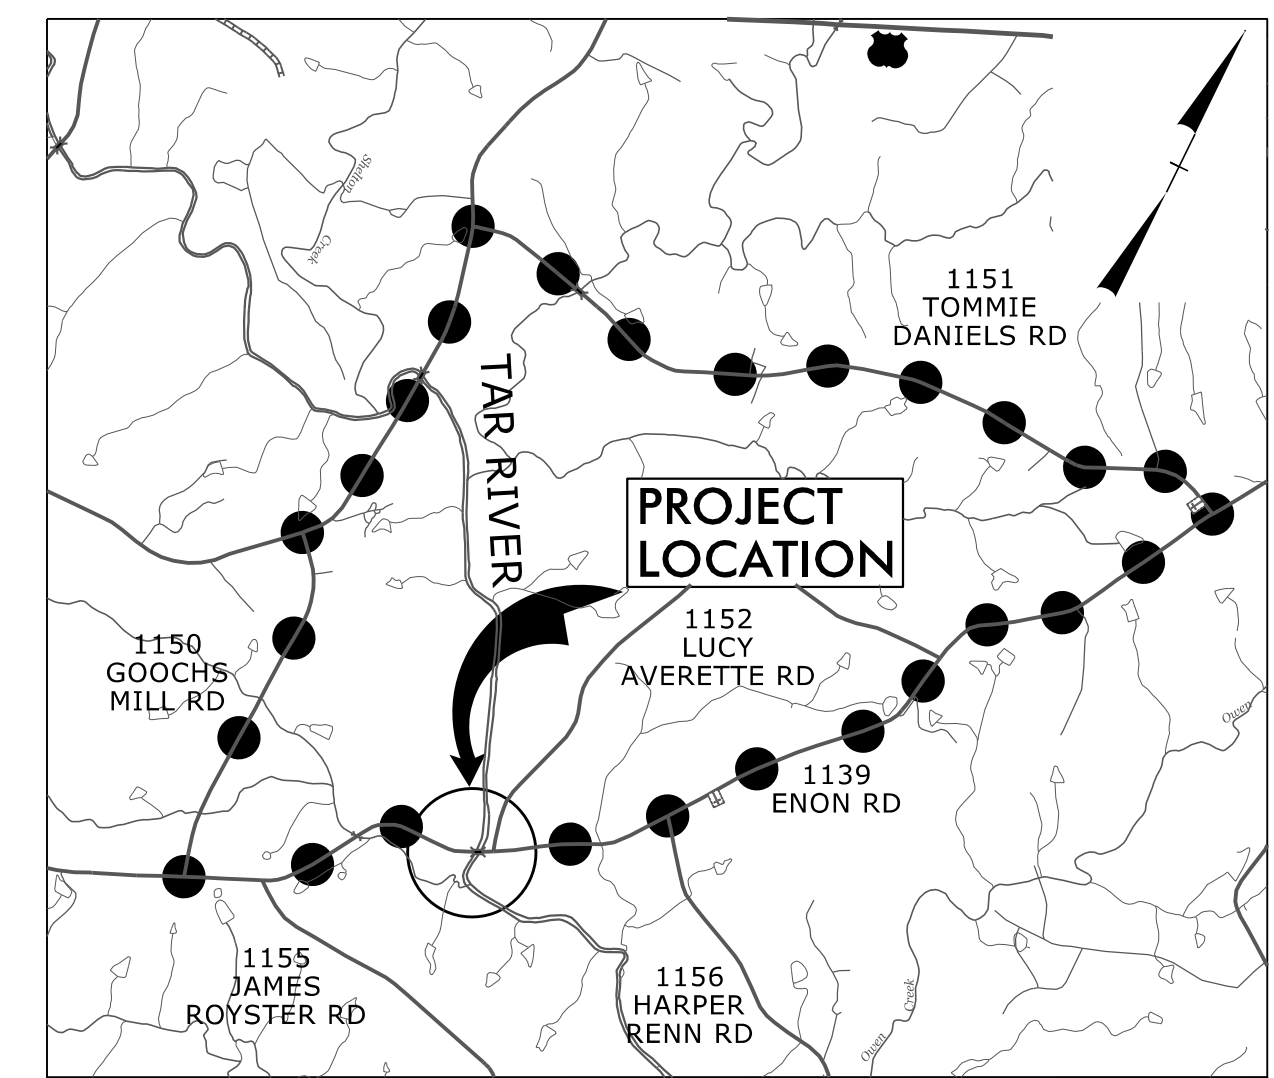 Shelton
Creek
1151
TOMMIE
DANIELS RD
TAR RIVER
PROJECT
LOCATION
1152
LUCY
AVERETTE RD
1150
GOOCHS
MILL RD
Owen
1139
ENON RD
1155
JAMES
ROYSTER RD
1156
HARPER
RENN RD
Creek
Owen